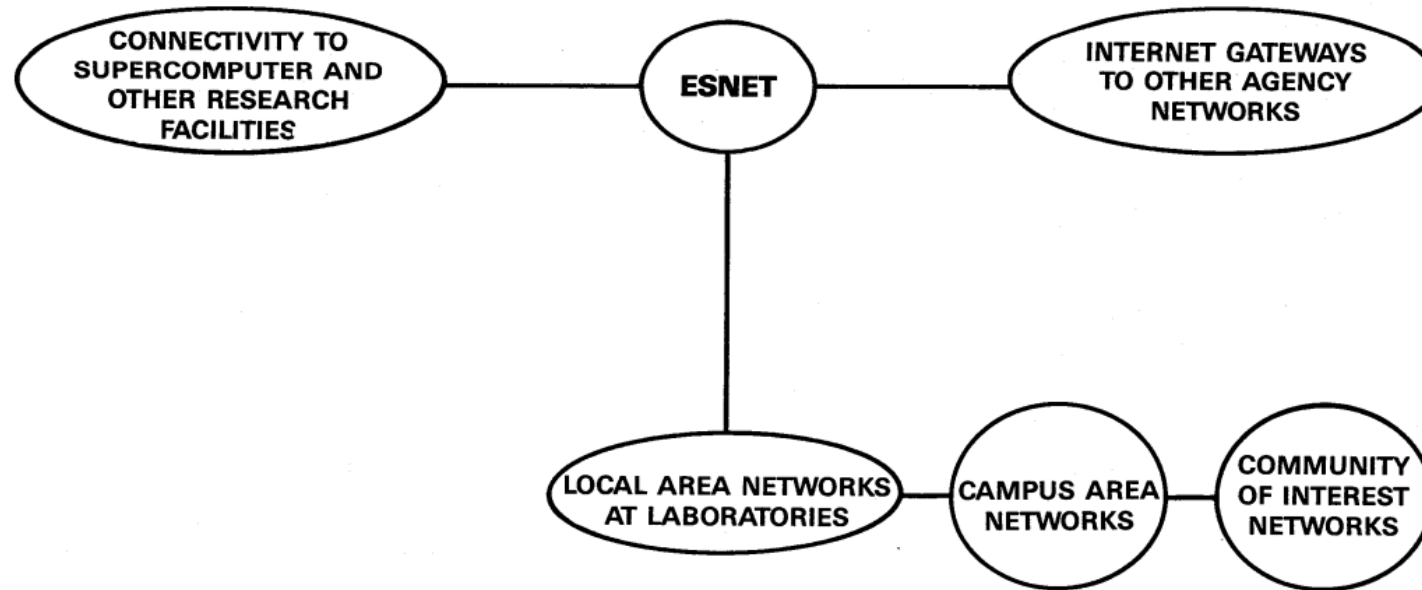 CONNECTIVITY TO
SUPERCOMPUTER AND
OTHER RESEARCH
FACILITIES
ESNET
INTERNET GATEWAYS
TO OTHER AGENCY
NETWORKS
LOCAL AREA NETWORKS
AT LABORATORIES
CAMPUS AREA
NETWORKS
COMMUNITY
OF INTEREST
NETWORKS